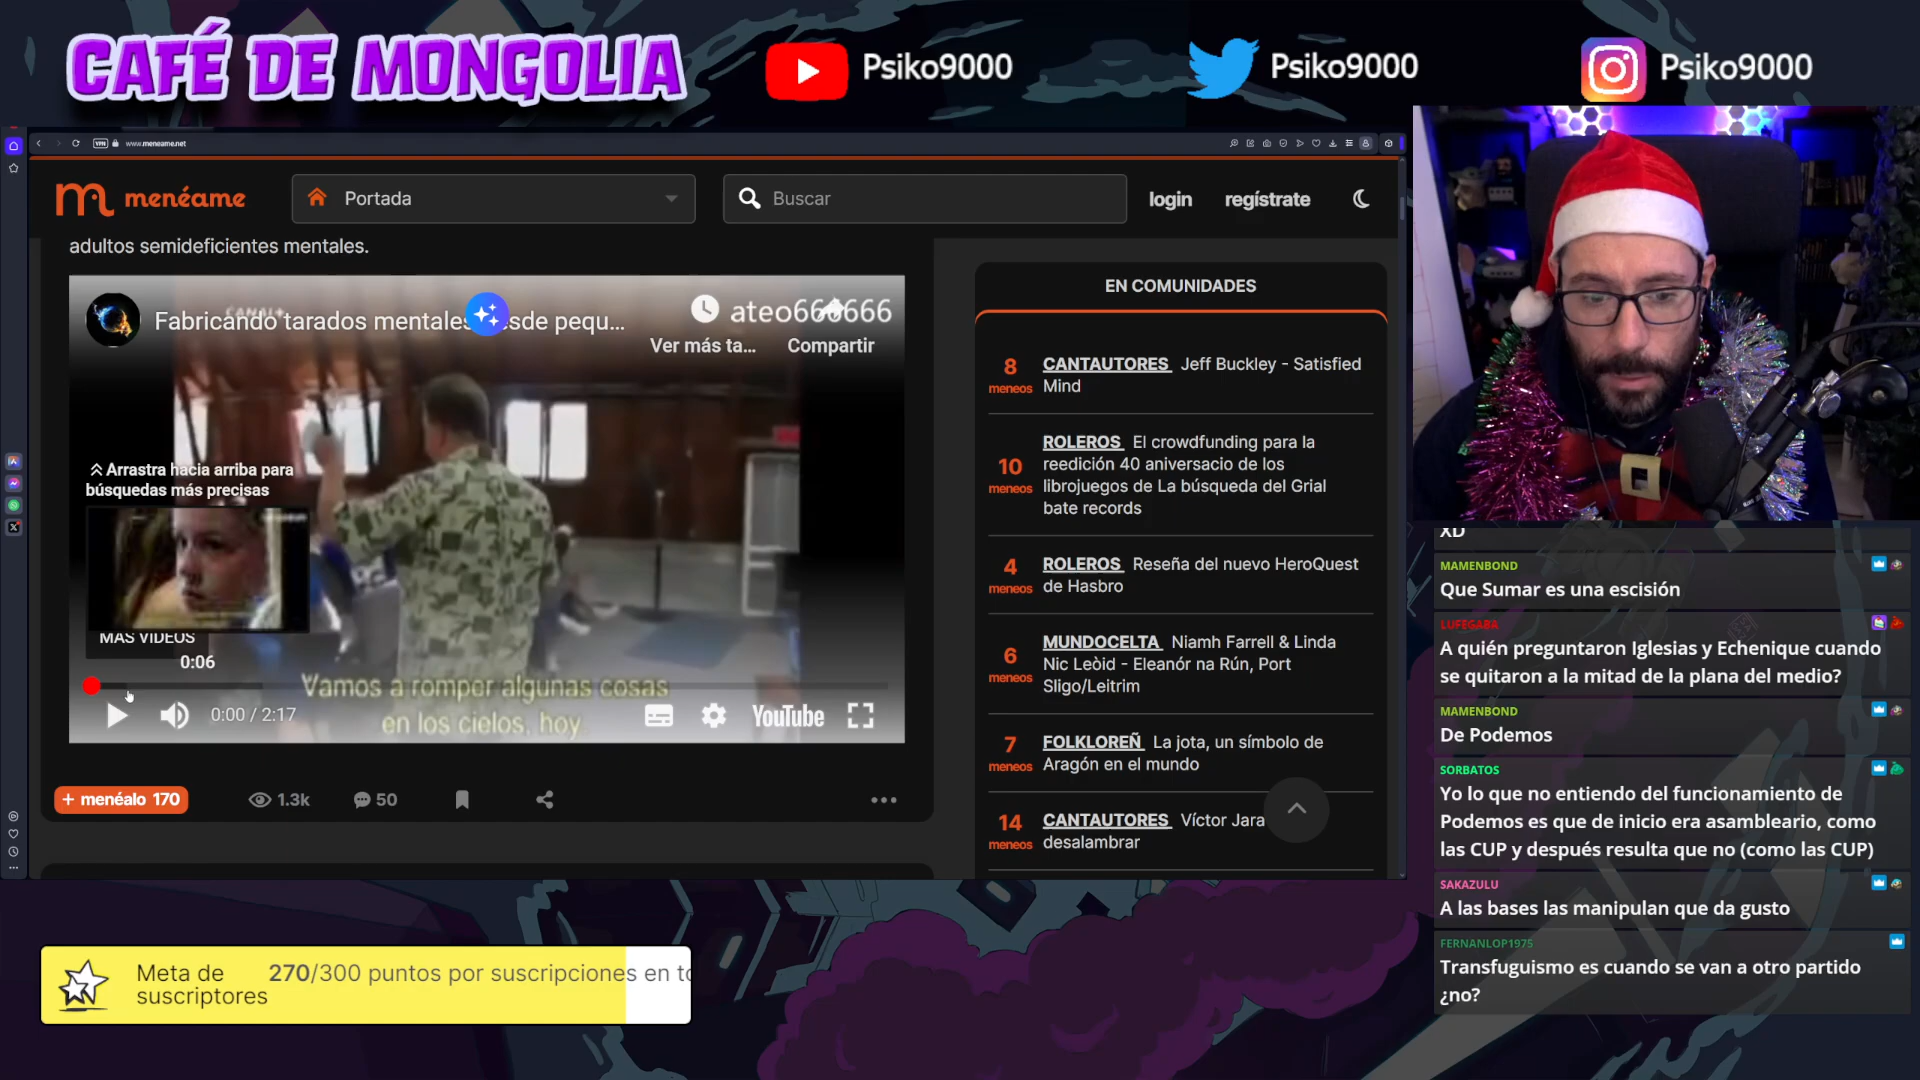 CAFÉ DE MONGOLIA
Psiko9000
Psiko9000
Psiko9000
VPN
www.meneame.net
menéame
Portada
Buscar
login
regístrate
adultos semideficientes mentales.
Fabricando tarados mentales desde pequ...
ateo666666
Ver más ta...
Compartir
Arrastra hacia arriba para
búsquedas más precisas
MÁS VÍDEOS
0:06
Vamos a romper algunas cosas
en los cielos, hoy
0:00 / 2:17
YouTube
+ menéalo 170
1.3k
50
EN COMUNIDADES
8
meneos
CANTAUTORES Jeff Buckley - Satisfied
Mind
10
meneos
ROLEROS El crowdfunding para la
reedición 40 aniversacio de los
librojuegos de La búsqueda del Grial
bate records
4
meneos
ROLEROS Reseña del nuevo HeroQuest
de Hasbro
6
meneos
MUNDOCELTA Niamh Farrell & Linda
Nic Leòid - Eleanór na Rún, Port
Sligo/Leitrim
7
meneos
FOLKLOREÑ La jota, un símbolo de
Aragón en el mundo
14
meneos
CANTAUTORES Víctor Jara
desalambrar
XD
MAMENBOND
Que Sumar es una escisión
LUFEGABA
A quién preguntaron Iglesias y Echenique cuando
se quitaron a la mitad de la plana del medio?
MAMENBOND
De Podemos
SORBATOS
Yo lo que no entiendo del funcionamiento de
Podemos es que de inicio era asambleario, como
las CUP y después resulta que no (como las CUP)
SAKAZULU
A las bases las manipulan que da gusto
FERNANLOP1975
Transfuguismo es cuando se van a otro partido
¿no?
Meta de
suscriptores
270/300 puntos por suscripciones en to